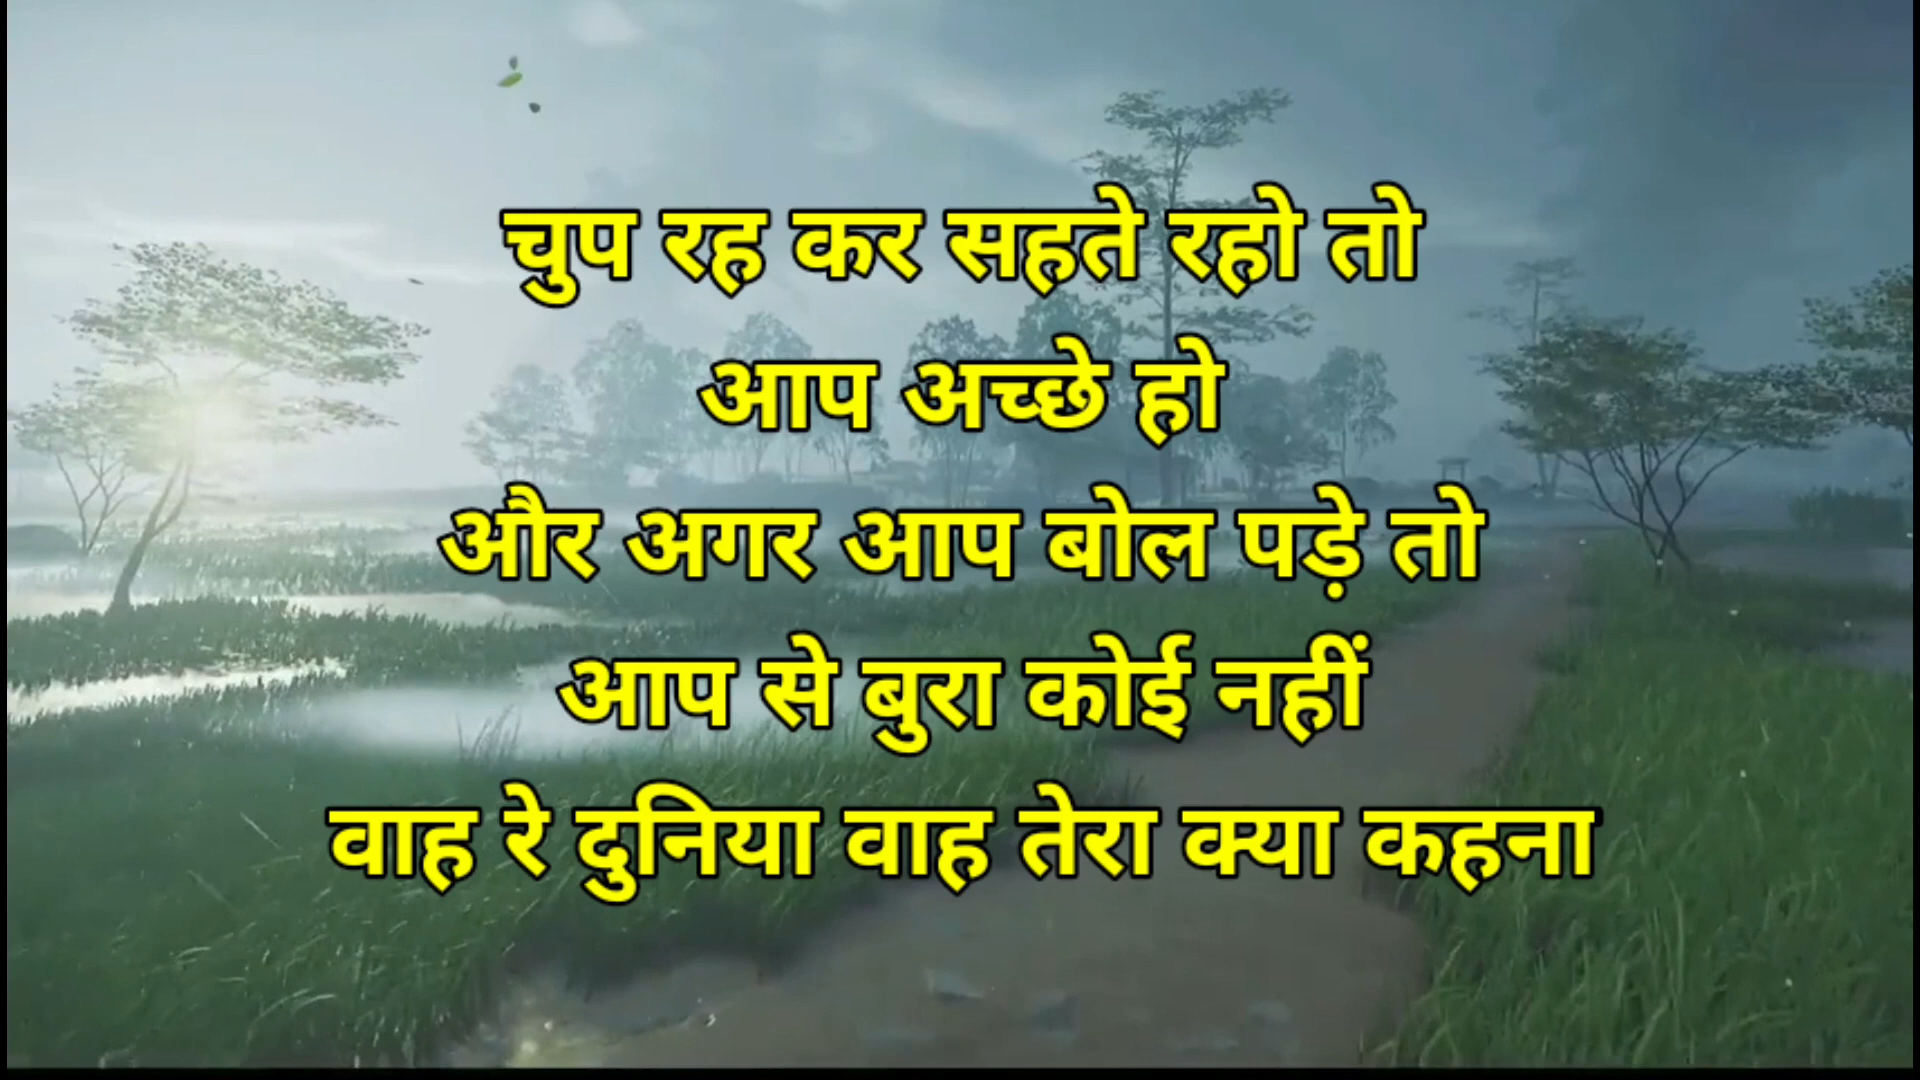 चुप रह कर सहते रहो तो
आप अच्छे हो
और अगर आप बोल पड़े तो
आप से बुरा कोई नहीं
वाह रे दुनिया वाह तेरा क्या कहना